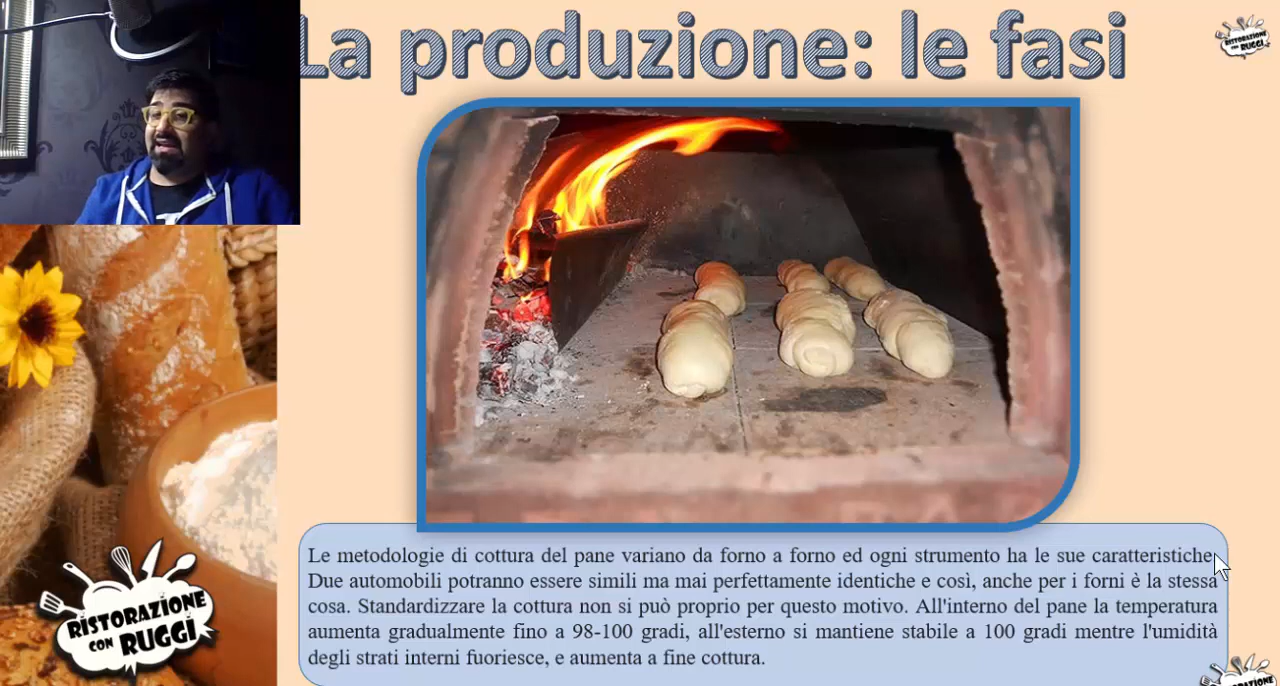 La produzione: le fasi
RISTORAZIONE
CON RUGGI
Le metodologie di cottura del pane variano da forno a forno ed ogni strumento ha le sue caratteristiche.
Due automobili potranno essere simili ma mai perfettamente identiche e così, anche per i forni è la stessa
cosa. Standardizzare la cottura non si può proprio per questo motivo. All'interno del pane la temperatura
aumenta gradualmente fino a 98-100 gradi, all'esterno si mantiene stabile a 100 gradi mentre l'umidità
degli strati interni fuoriesce, e aumenta a fine cottura.
RISTORAZIONE
CON RUGGI